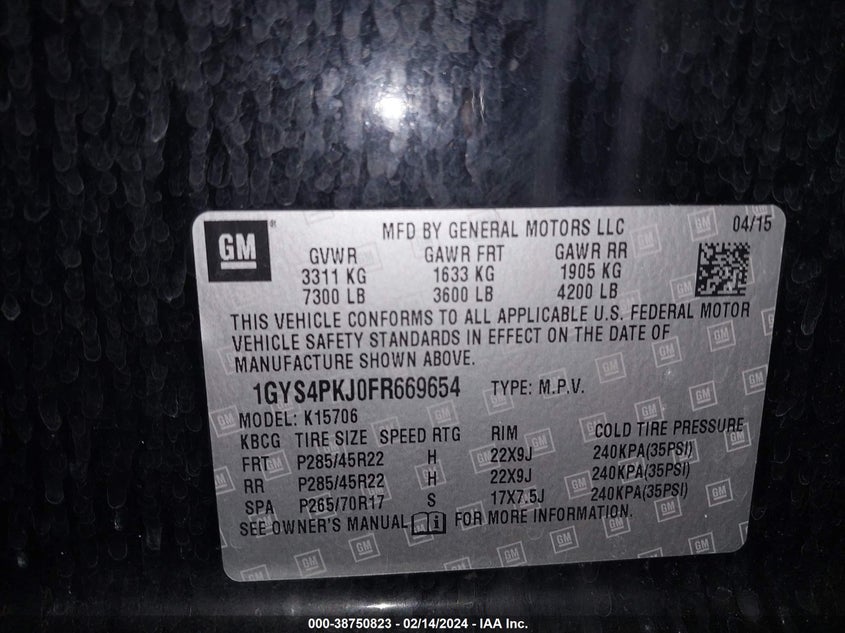 GM
MFD BY GENERAL MOTORS LLC 04/15
GVWR GAWR FRT GAWR RR
3311 KG 1633 KG 1905 KG
7300 LB 3600 LB 4200 LB
THIS VEHICLE CONFORMS TO ALL APPLICABLE U.S. FEDERAL MOTOR
VEHICLE SAFETY STANDARDS IN EFFECT ON THE DATE OF
MANUFACTURE SHOWN ABOVE.
1GYS4PKJ0FR669654 TYPE: M.P.V.
MODEL: K15706
KBCG TIRE SIZE SPEED RTG RIM COLD TIRE PRESSURE
FRT P285/45R22 H 22X9J 240KPA(35PSI)
RR P285/45R22 H 22X9J 240KPA(35PSI)
SPA P265/70R17 S 17X7.5J 240KPA(35PSI)
SEE OWNER'S MANUAL i FOR MORE INFORMATION.
000-38750823 - 02/14/2024 - IAA Inc.